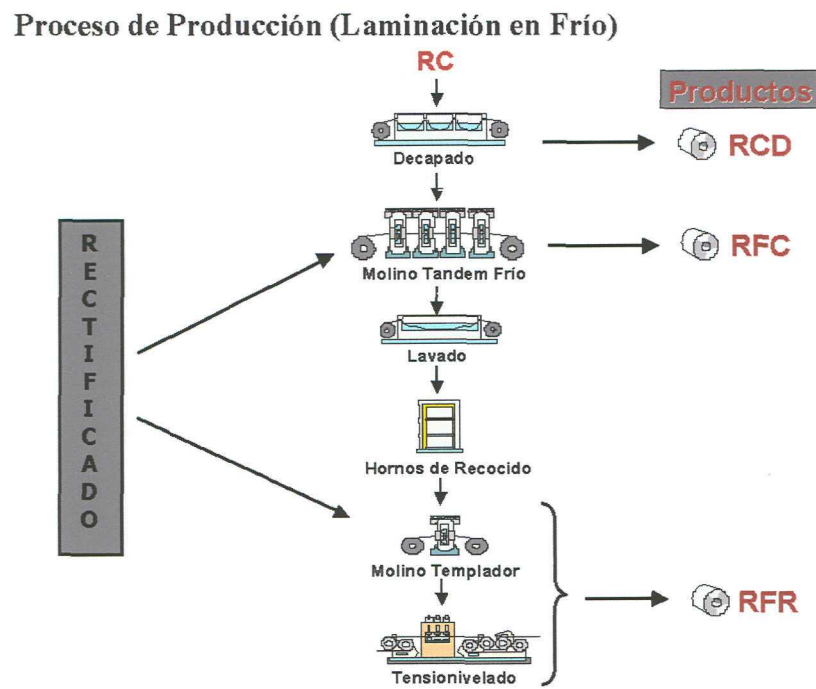 Proceso de Producción (Laminación en Frío)
RC
Productos
Decapado
RCD
RECTIFICADO
Molino Tandem Frío
RFC
Lavado
Hornos de Recocido
Molino Templador
RFR
Tensionivelado